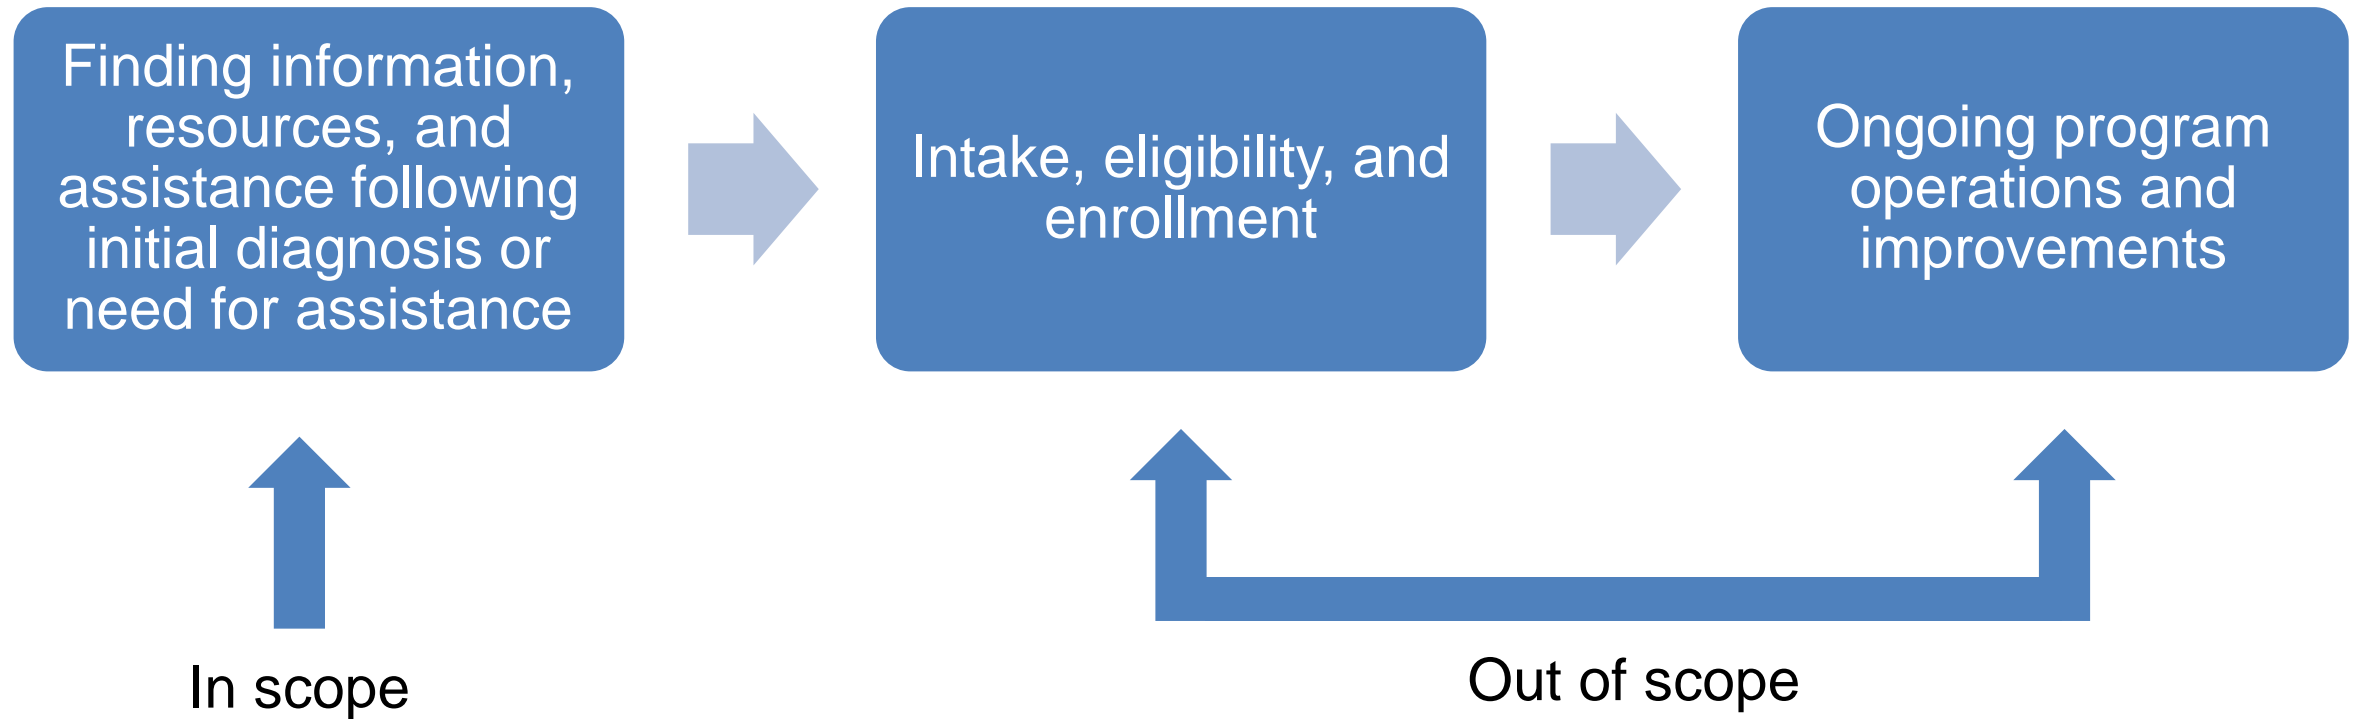 Finding information,
resources, and
assistance following
initial diagnosis or
need for assistance
Intake, eligibility, and
enrollment
Ongoing program
operations and
improvements
In scope
Out of scope